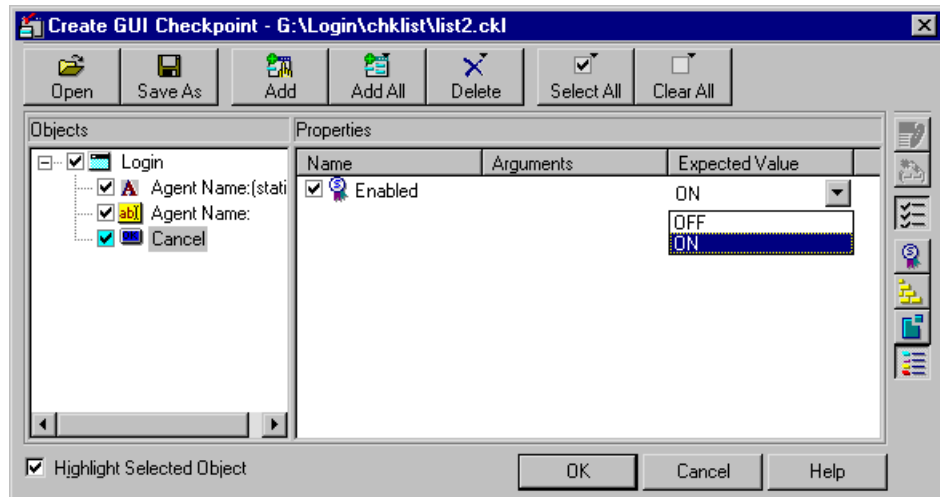 Create GUI Checkpoint - G:\Login\chklist\list2.ckl
Open Save As Add Add All Delete Select All Clear All
Objects Properties
Login
Agent Name:(stati
Agent Name:
Cancel
Name Arguments Expected Value
Enabled ON
OFF
ON
Highlight Selected Object
OK Cancel Help